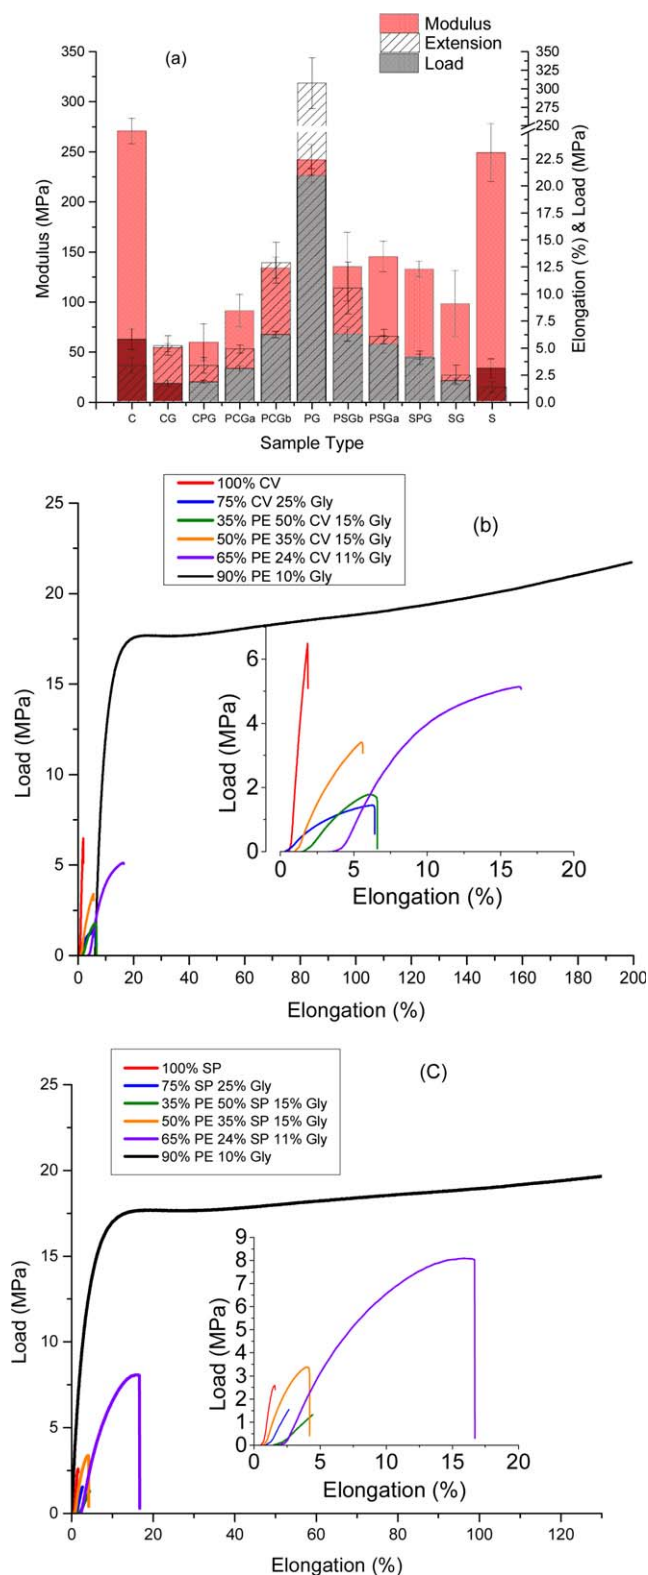 (a)
Modulus
Extension
Load
350
300
250
200
150
100
50
0
Modulus (MPa)
350
325
300
275
250
22.5
20.0
17.5
15.0
12.5
10.0
7.5
5.0
2.5
0.0
Elongation (%) & Load (MPa)
C CG CPG PCGa PCGb PG PSGb PSGa SPG SG S
Sample Type
100% CV
75% CV 25% Gly
35% PE 50% CV 15% Gly
50% PE 35% CV 15% Gly
65% PE 24% CV 11% Gly
90% PE 10% Gly
(b)
25
20
15
10
5
0
Load (MPa)
6
4
2
0
Load (MPa)
0 5 10 15 20
Elongation (%)
0 20 40 60 80 100 120 140 160 180 200
Elongation (%)
100% SP
75% SP 25% Gly
35% PE 50% SP 15% Gly
50% PE 35% SP 15% Gly
65% PE 24% SP 11% Gly
90% PE 10% Gly
(C)
25
20
15
10
5
0
Load (MPa)
9
8
7
6
5
4
3
2
1
0
Load (MPa)
0 5 10 15 20
Elongation (%)
0 20 40 60 80 100 120
Elongation (%)